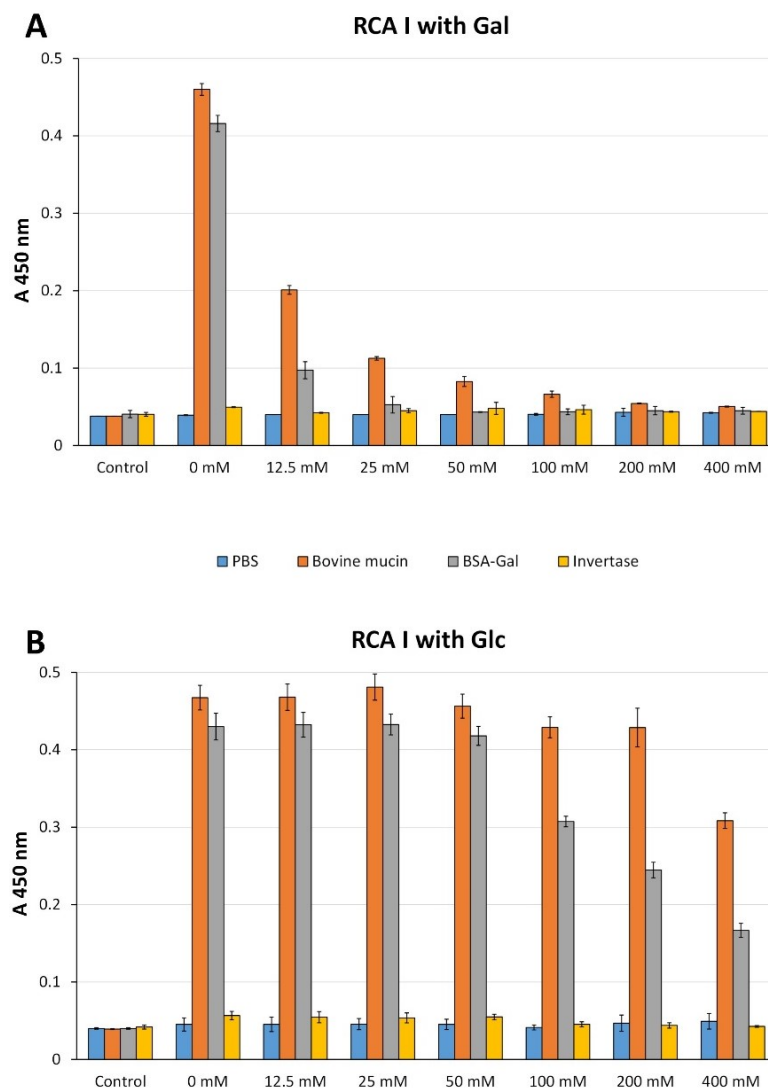 A
RCA I with Gal
A 450 nm
0.5
0.4
0.3
0.2
0.1
0
Control 0 mM 12.5 mM 25 mM 50 mM 100 mM 200 mM 400 mM
PBS Bovine mucin BSA-Gal Invertase
B
RCA I with Glc
A 450 nm
0.5
0.4
0.3
0.2
0.1
0
Control 0 mM 12.5 mM 25 mM 50 mM 100 mM 200 mM 400 mM